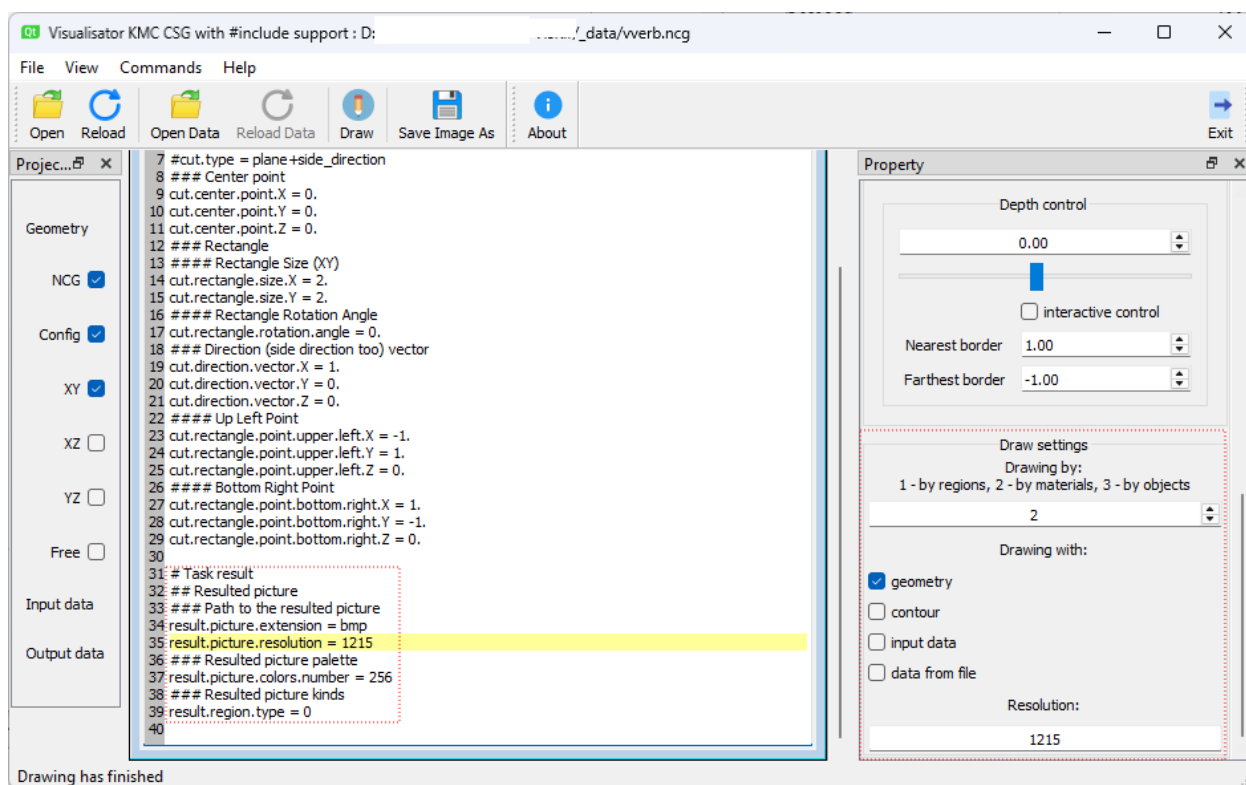 Visualisator KMC CSG with #include support : D:
/_data/vverb.ncg
File View Commands Help
Open Reload Open Data Reload Data Draw Save Image As About Exit
Projec...
Geometry
NCG
Config
XY
XZ
YZ
Free
Input data
Output data
7 #cut.type = plane+side_direction
8 ### Center point
9 cut.center.point.X = 0.
10 cut.center.point.Y = 0.
11 cut.center.point.Z = 0.
12 ### Rectangle
13 #### Rectangle Size (XY)
14 cut.rectangle.size.X = 2.
15 cut.rectangle.size.Y = 2.
16 #### Rectangle Rotation Angle
17 cut.rectangle.rotation.angle = 0.
18 ### Direction (side direction too) vector
19 cut.direction.vector.X = 1.
20 cut.direction.vector.Y = 0.
21 cut.direction.vector.Z = 0.
22 #### Up Left Point
23 cut.rectangle.point.upper.left.X = -1.
24 cut.rectangle.point.upper.left.Y = 1.
25 cut.rectangle.point.upper.left.Z = 0.
26 #### Bottom Right Point
27 cut.rectangle.point.bottom.right.X = 1.
28 cut.rectangle.point.bottom.right.Y = -1.
29 cut.rectangle.point.bottom.right.Z = 0.
30
31 # Task result
32 ## Resulted picture
33 ### Path to the resulted picture
34 result.picture.extension = bmp
35 result.picture.resolution = 1215
36 ### Resulted picture palette
37 result.picture.colors.number = 256
38 ### Resulted picture kinds
39 result.region.type = 0
40
Property
Depth control
0.00
interactive control
Nearest border 1.00
Farthest border -1.00
Draw settings
Drawing by:
1 - by regions, 2 - by materials, 3 - by objects
2
Drawing with:
geometry
contour
input data
data from file
Resolution:
1215
Drawing has finished